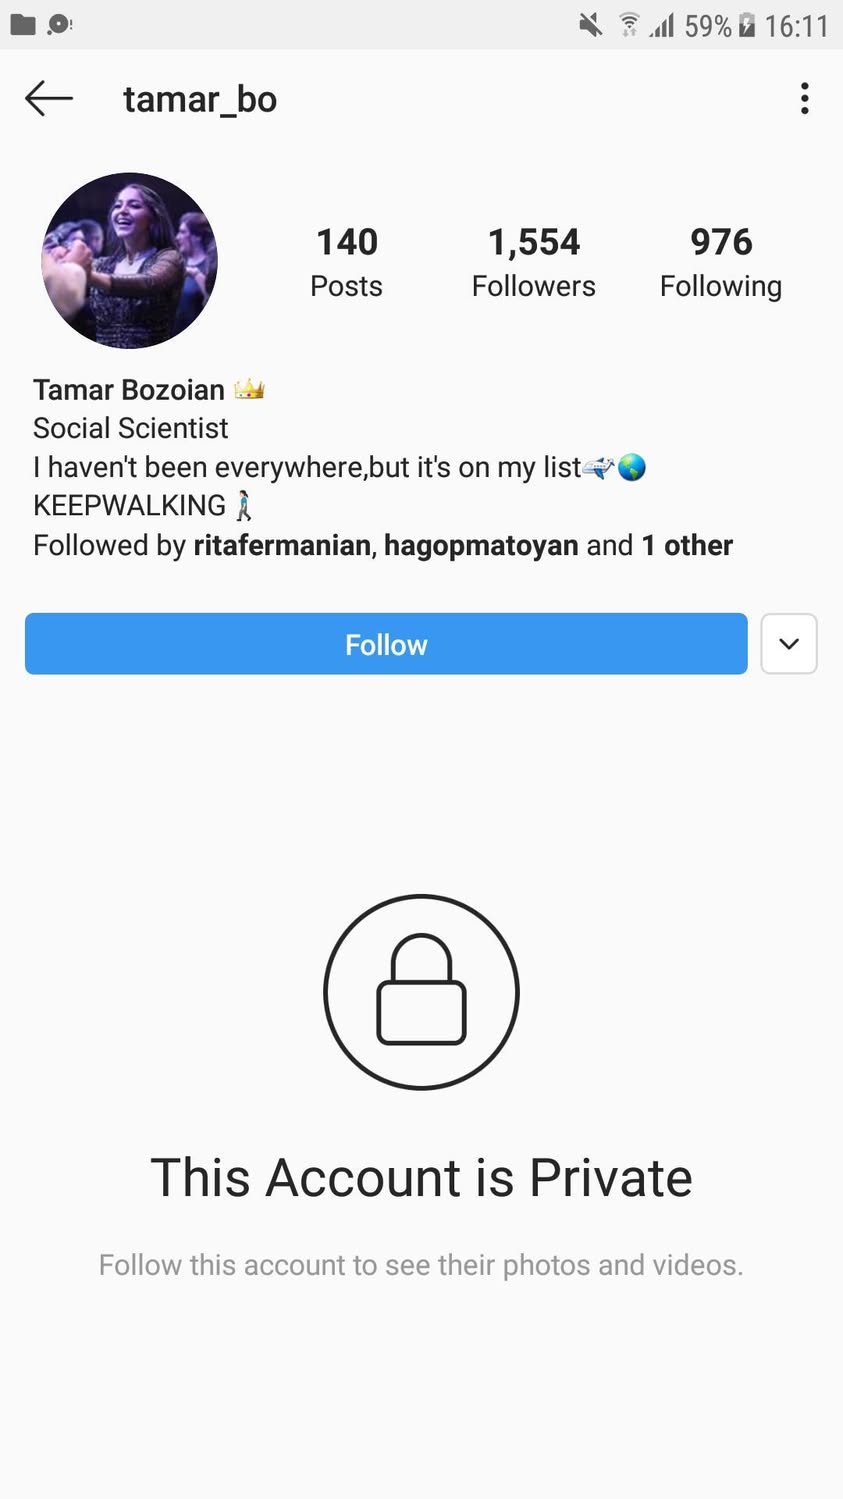 59% 16:11
tamar_bo
140 1,554 976
Posts Followers Following
Tamar Bozoian 👑
Social Scientist
I haven't been everywhere,but it's on my list🛩🌎
KEEPWALKING🚶
Followed by ritafermanian, hagopmatoyan and 1 other
Follow
This Account is Private
Follow this account to see their photos and videos.